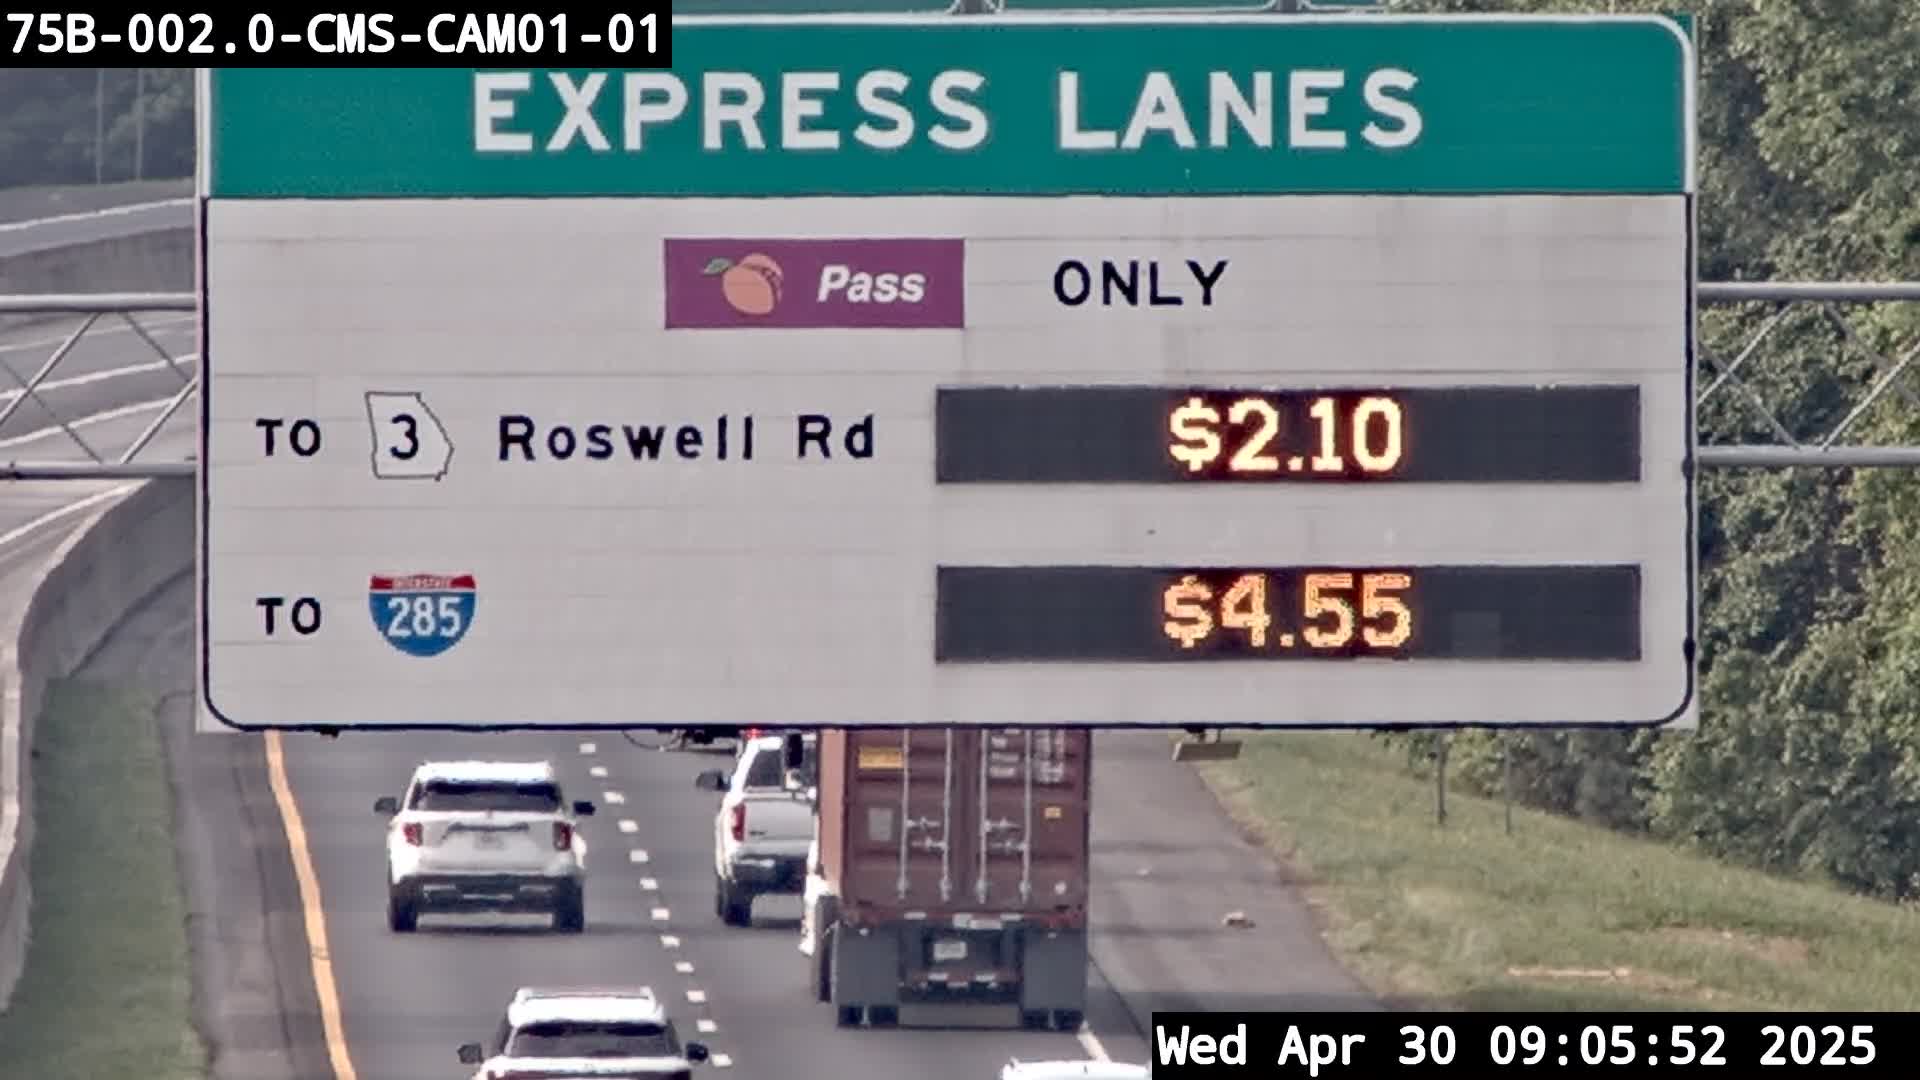 75B-002.0-CMS-CAM01-01
EXPRESS LANES
Pass ONLY
TO 3 Roswell Rd $2.10
INTERSTATE
TO 285 $4.55
Wed Apr 30 09:05:52 2025